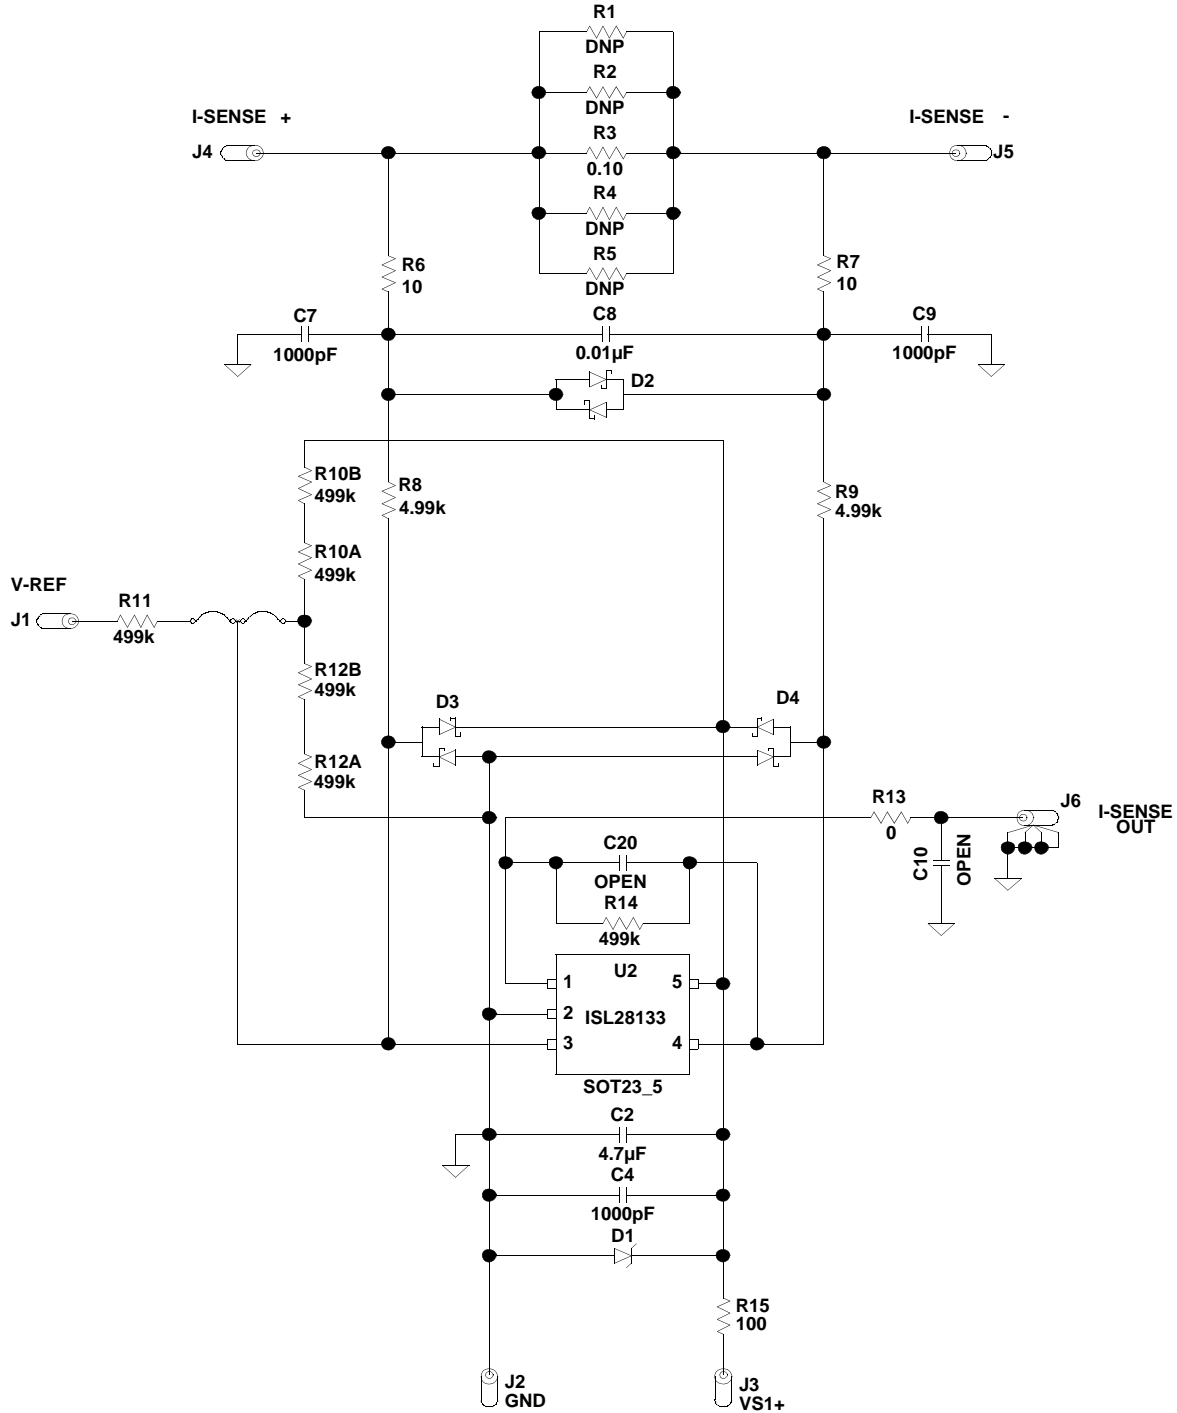 R1
DNP
R2
DNP
I-SENSE +
I-SENSE -
R3
J4
J5
0.10
R4
DNP
R5
DNP
R6
10
R7
10
C7
1000pF
C8
0.01µF
C9
1000pF
D2
R10B
499k
R8
4.99k
R9
4.99k
R10A
499k
V-REF
J1
R11
499k
R12B
499k
D3
D4
R12A
499k
R13
0
J6
I-SENSE
OUT
C10
OPEN
C20
OPEN
R14
499k
U2
1
5
2
ISL28133
3
4
SOT23_5
C2
4.7µF
C4
1000pF
D1
R15
100
J2
GND
J3
VS1+